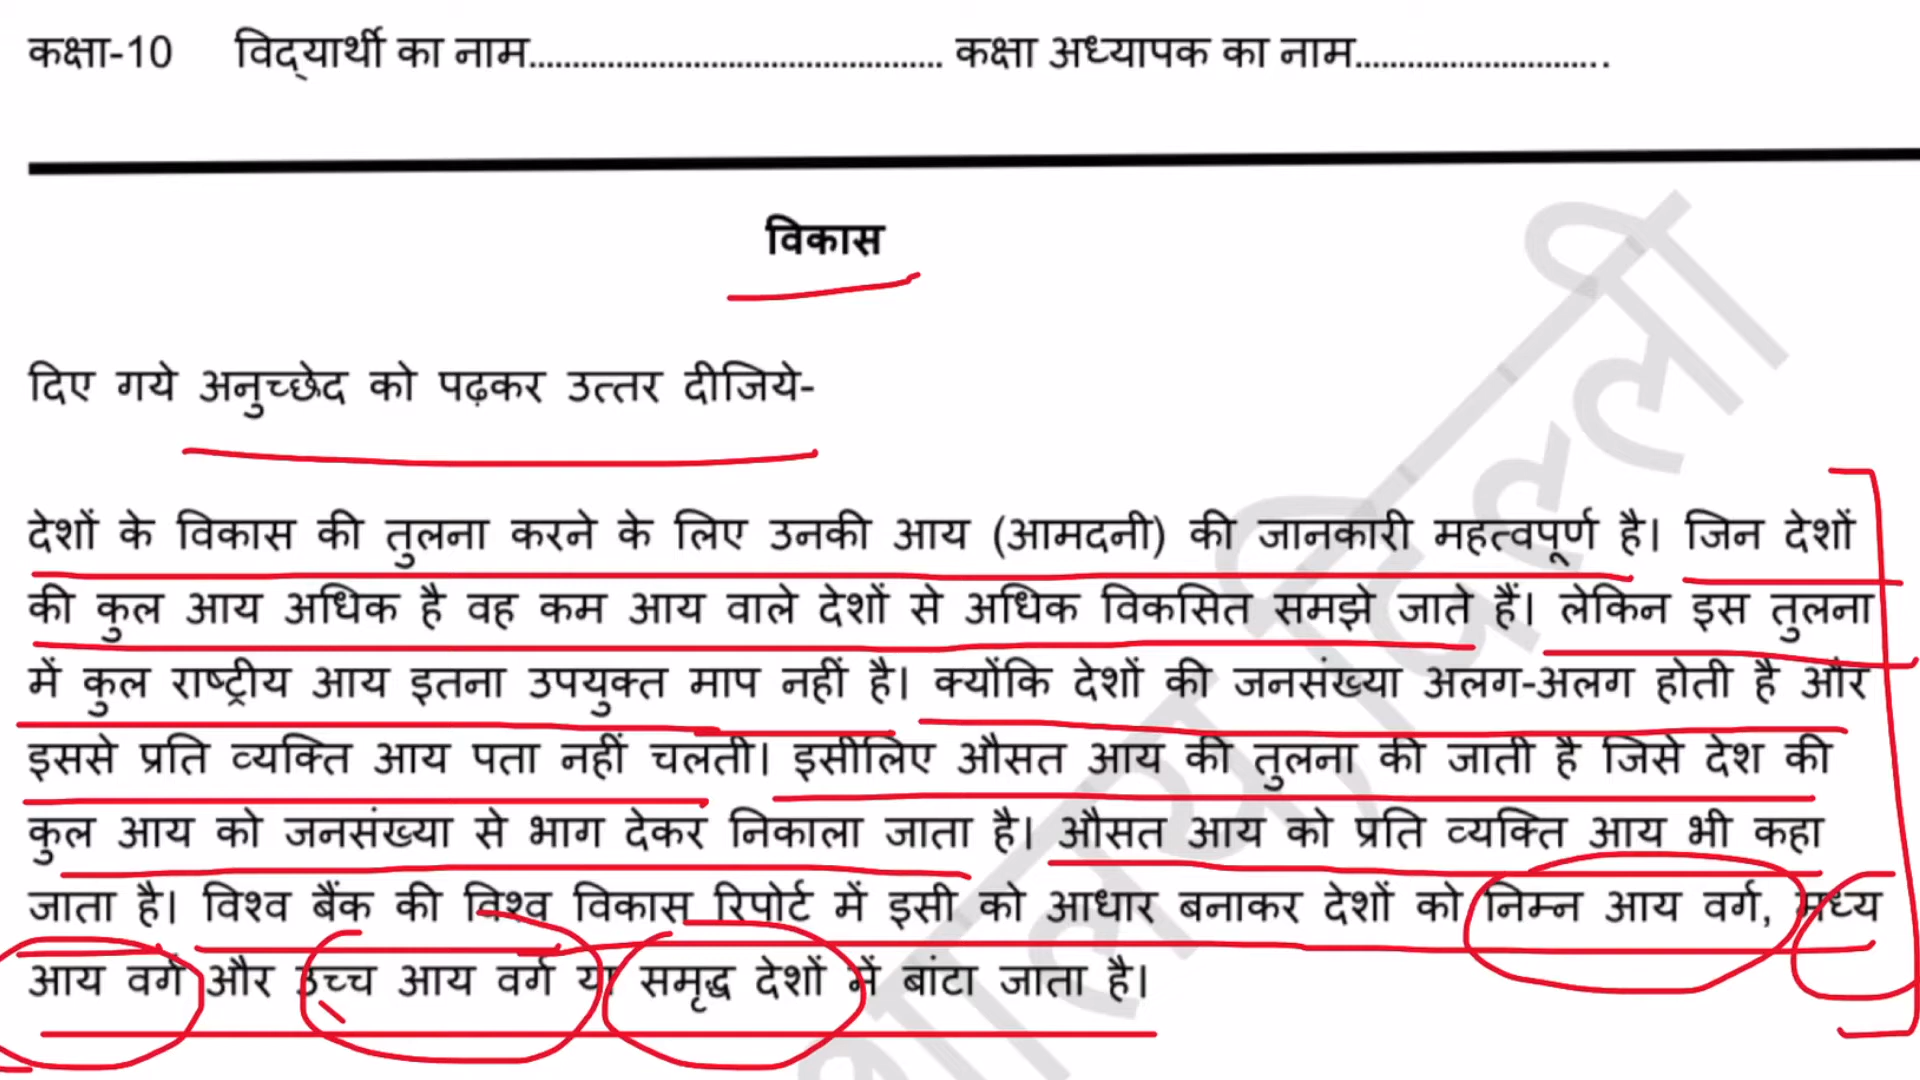 कक्षा-10 विद्यार्थी का नाम............................................. कक्षा अध्यापक का नाम............................
विकास
दिए गये अनुच्छेद को पढ़कर उत्तर दीजिये-
देशों के विकास की तुलना करने के लिए उनकी आय (आमदनी) की जानकारी महत्वपूर्ण है। जिन देशों
की कुल आय अधिक है वह कम आय वाले देशों से अधिक विकसित समझे जाते हैं। लेकिन इस तुलना
में कुल राष्ट्रीय आय इतना उपयुक्त माप नहीं है। क्योंकि देशों की जनसंख्या अलग-अलग होती है और
इससे प्रति व्यक्ति आय पता नहीं चलती। इसीलिए औसत आय की तुलना की जाती है जिसे देश की
कुल आय को जनसंख्या से भाग देकर निकाला जाता है। औसत आय को प्रति व्यक्ति आय भी कहा
जाता है। विश्व बैंक की विश्व विकास रिपोर्ट में इसी को आधार बनाकर देशों को निम्न आय वर्ग, मध्य
आय वर्ग और उच्च आय वर्ग या समृद्ध देशों में बांटा जाता है।
दिल्ली